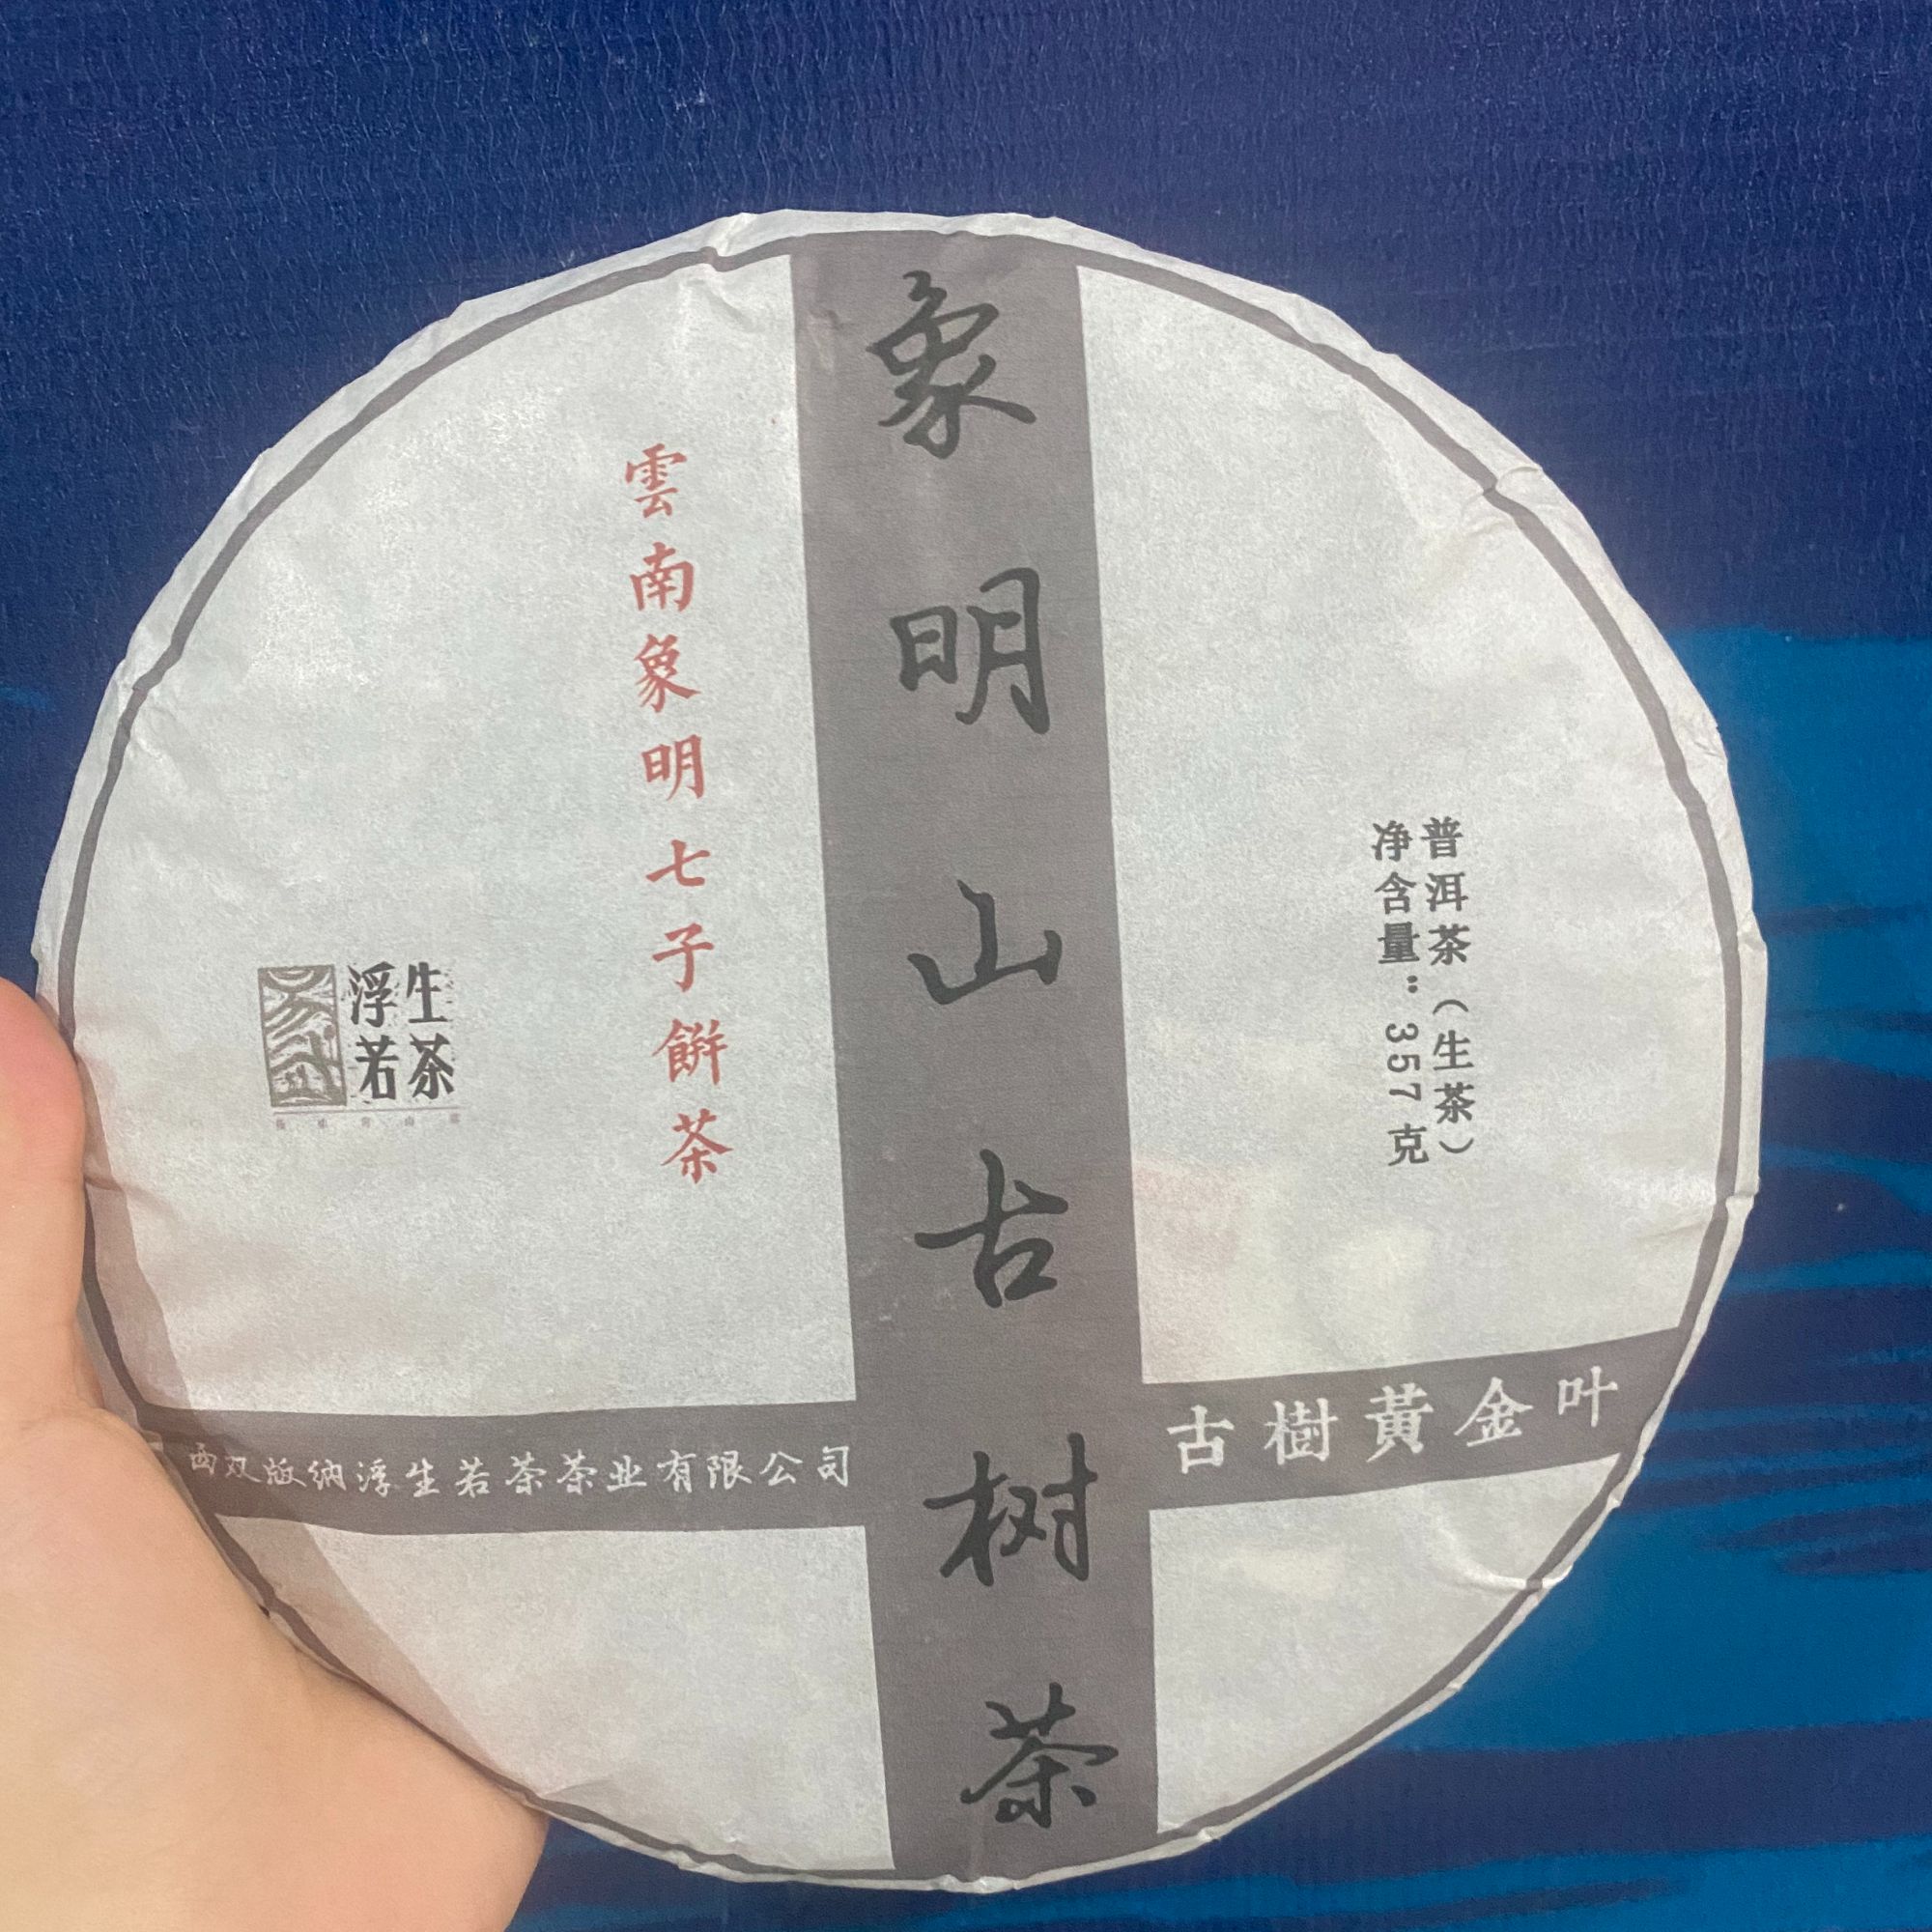 象明山古树茶
雲南象明七子餅茶
普洱茶（生茶）
净含量：357克
浮生
若茶
西双版纳浮生若茶茶业有限公司
古樹黄金叶